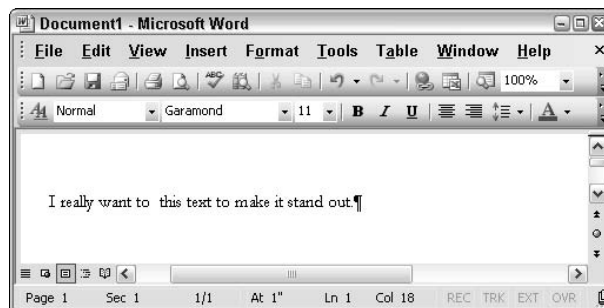 Document1 - Microsoft Word
File Edit View Insert Format Tools Table Window Help
100%
Normal Garamond 11 B I U A
I really want to  this text to make it stand out.¶
Page 1 Sec 1 1/1 At 1" Ln 1 Col 18 REC TRK EXT OVR